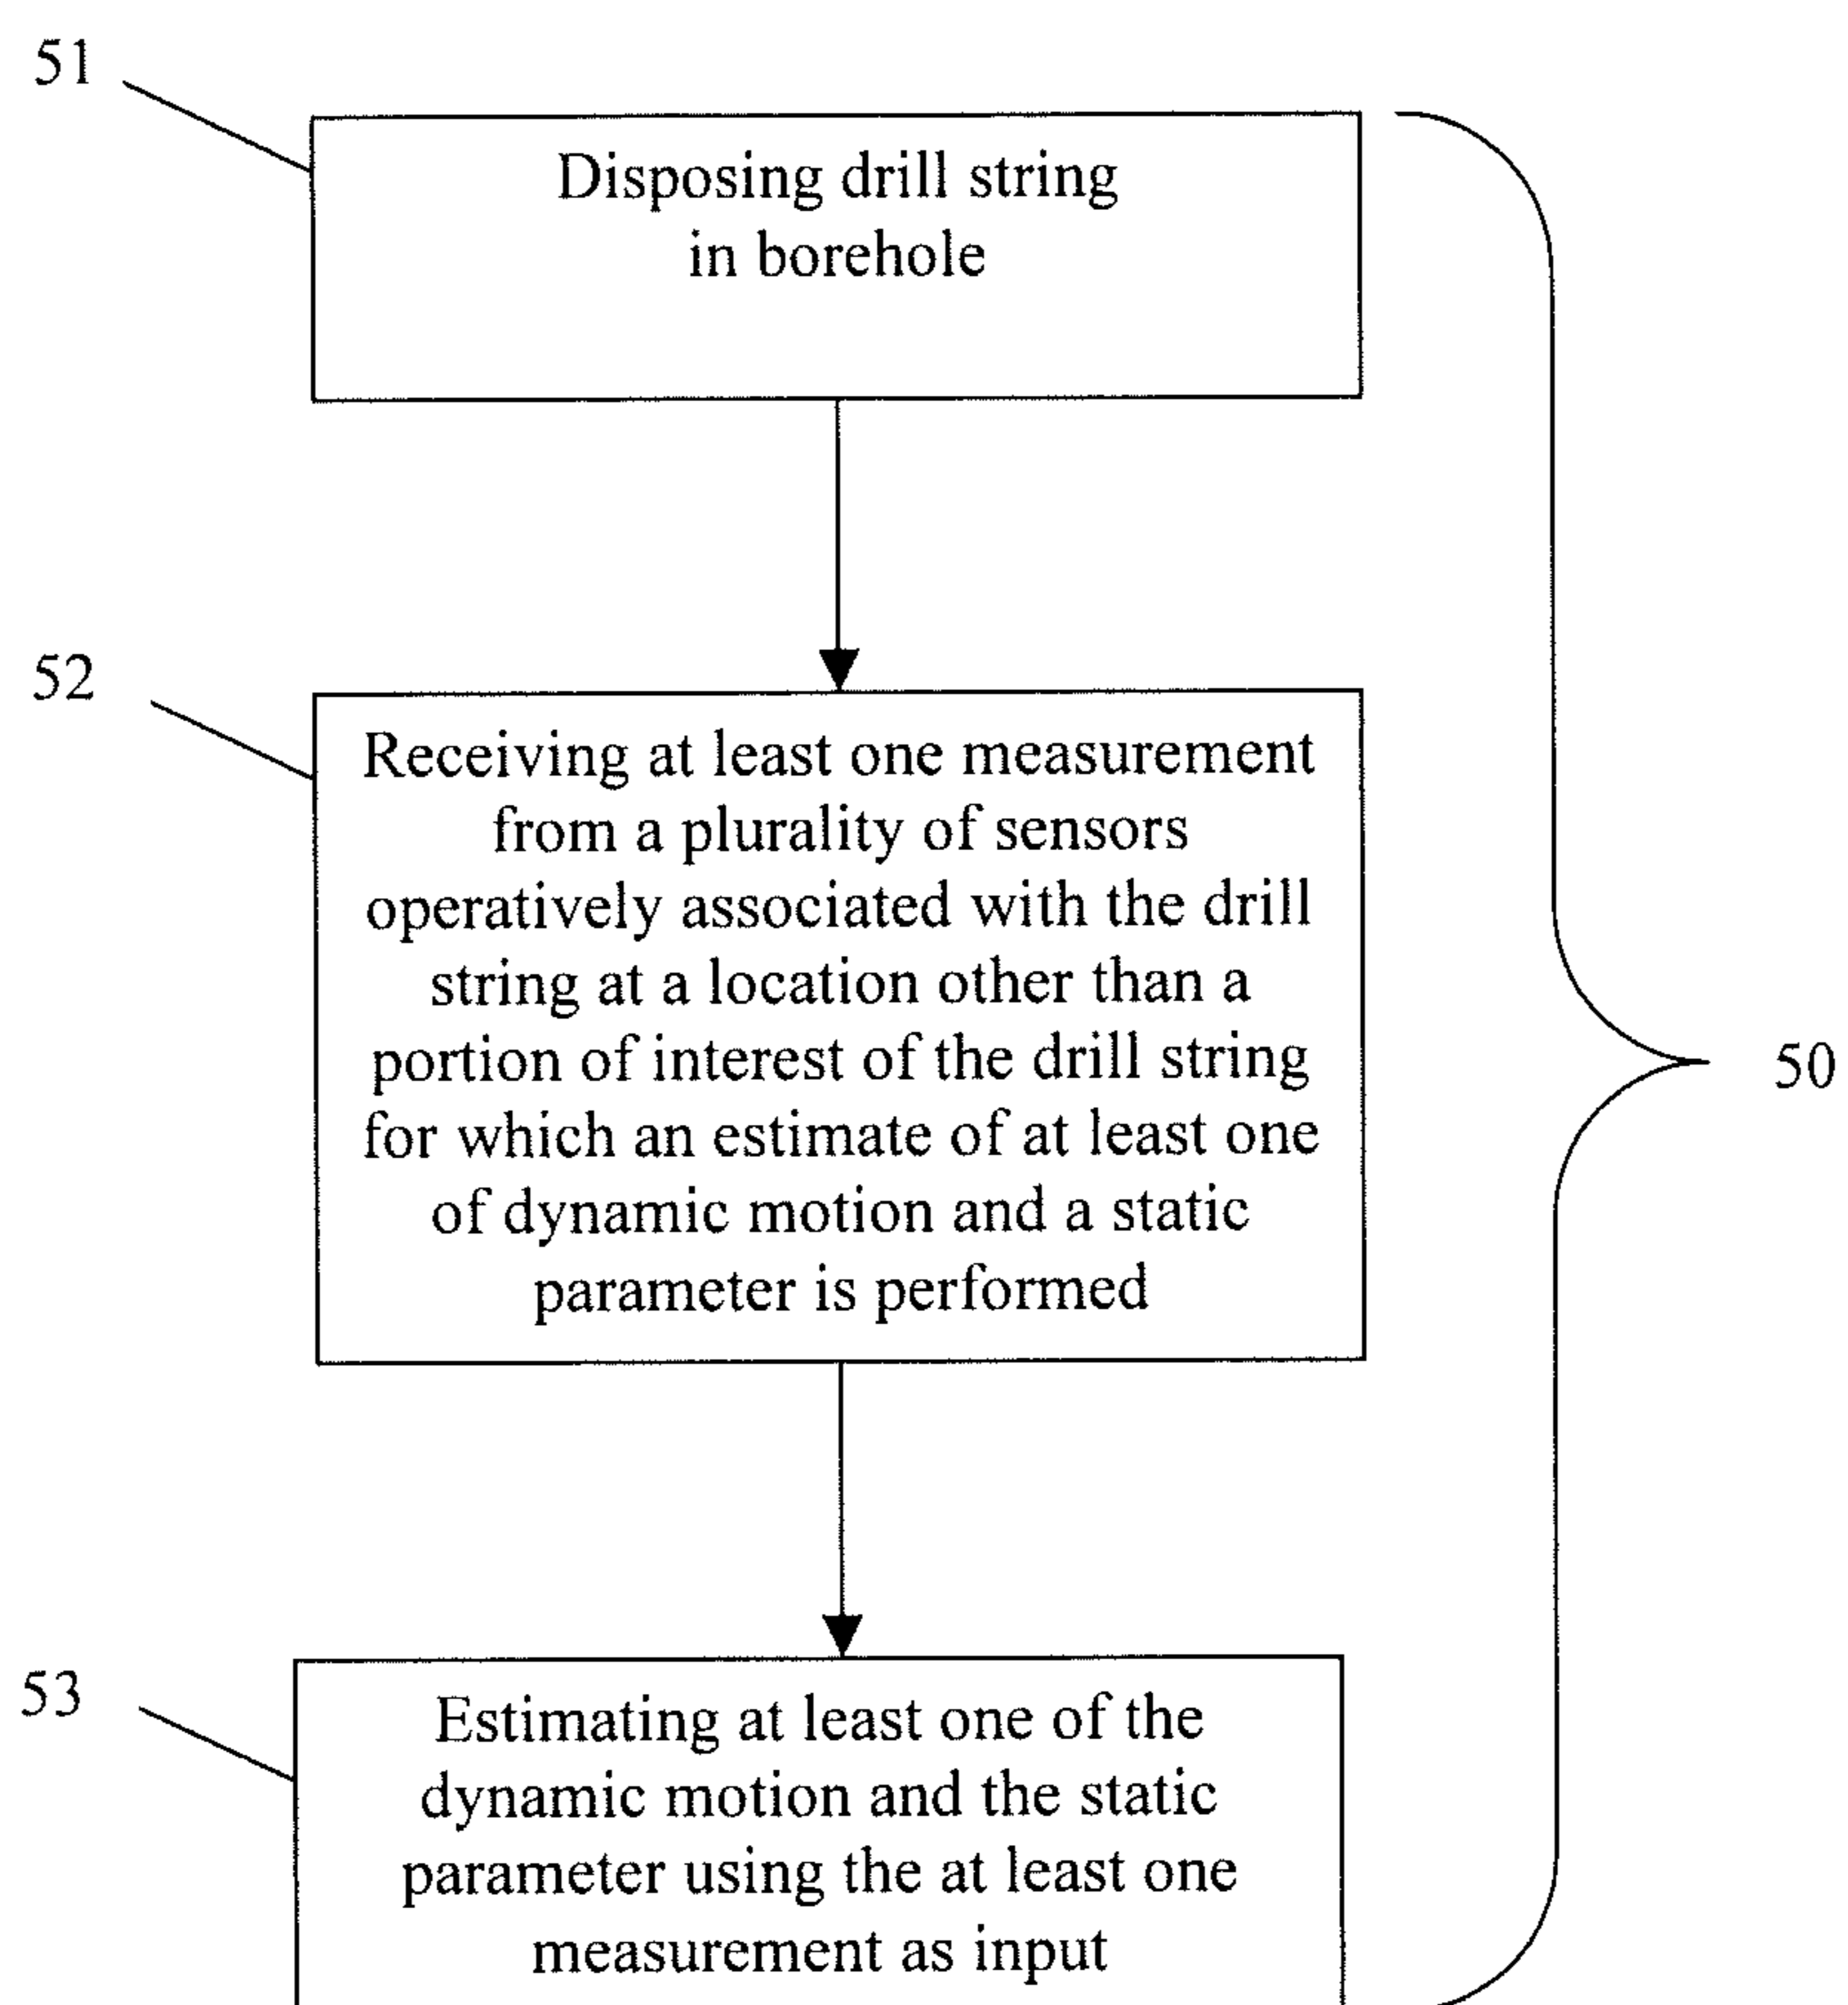 51
Disposing drill string
in borehole
52
Receiving at least one measurement
from a plurality of sensors
operatively associated with the drill
string at a location other than a
portion of interest of the drill string
for which an estimate of at least one
of dynamic motion and a static
parameter is performed
50
53
Estimating at least one of the
dynamic motion and the static
parameter using the at least one
measurement as input